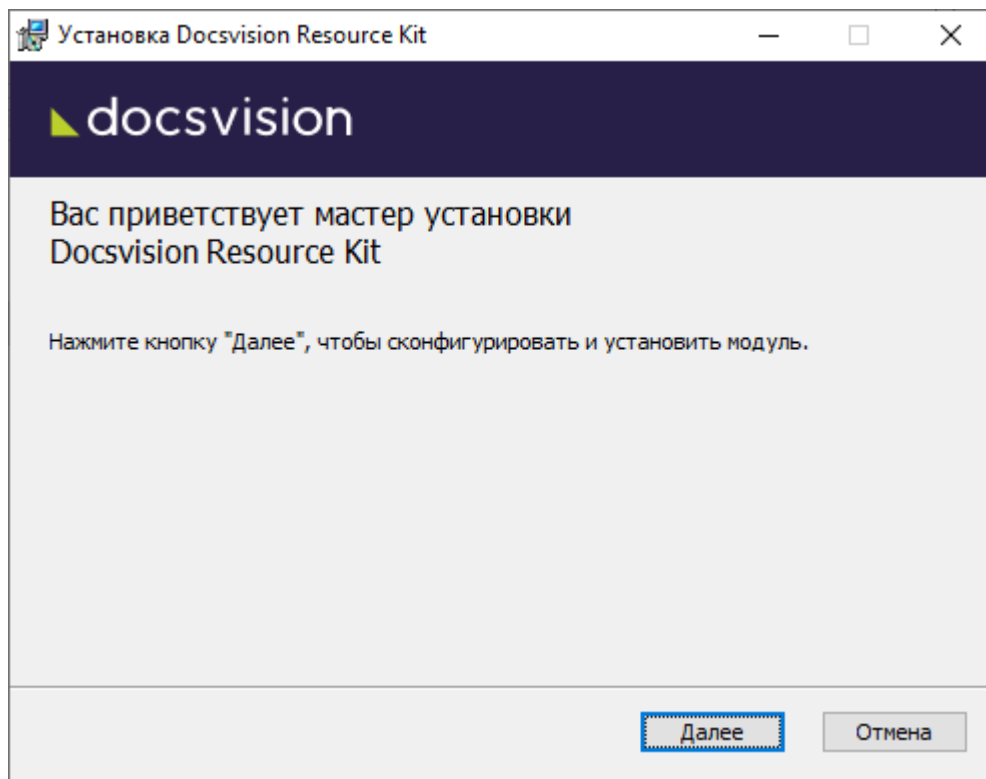 Установка Docsvision Resource Kit
docsvision
Вас приветствует мастер установки
Docsvision Resource Kit
Нажмите кнопку "Далее", чтобы сконфигурировать и установить модуль.
Далее
Отмена